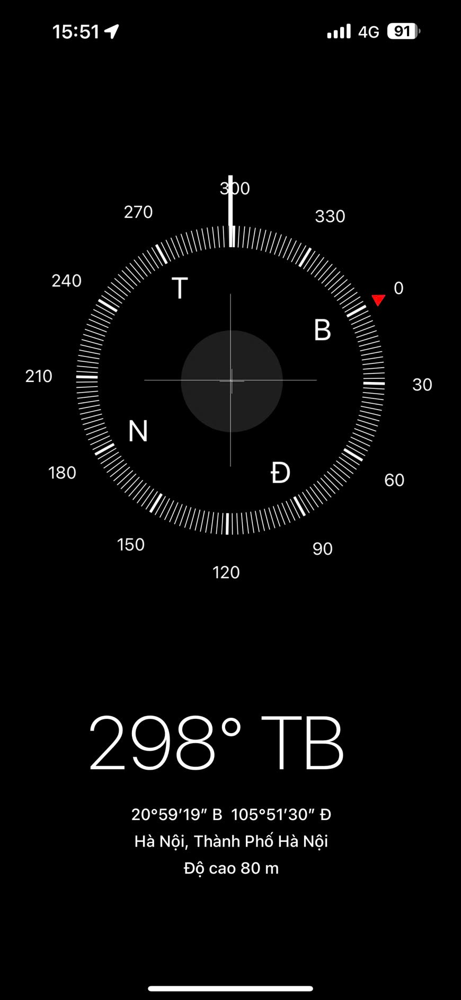 15:51 4G 91
300
270 330
240 0
T
B
210 30
N
Đ
180 60
150 90
120
298° TB
20°59’19” B 105°51’30” Đ
Hà Nội, Thành Phố Hà Nội
Độ cao 80 m